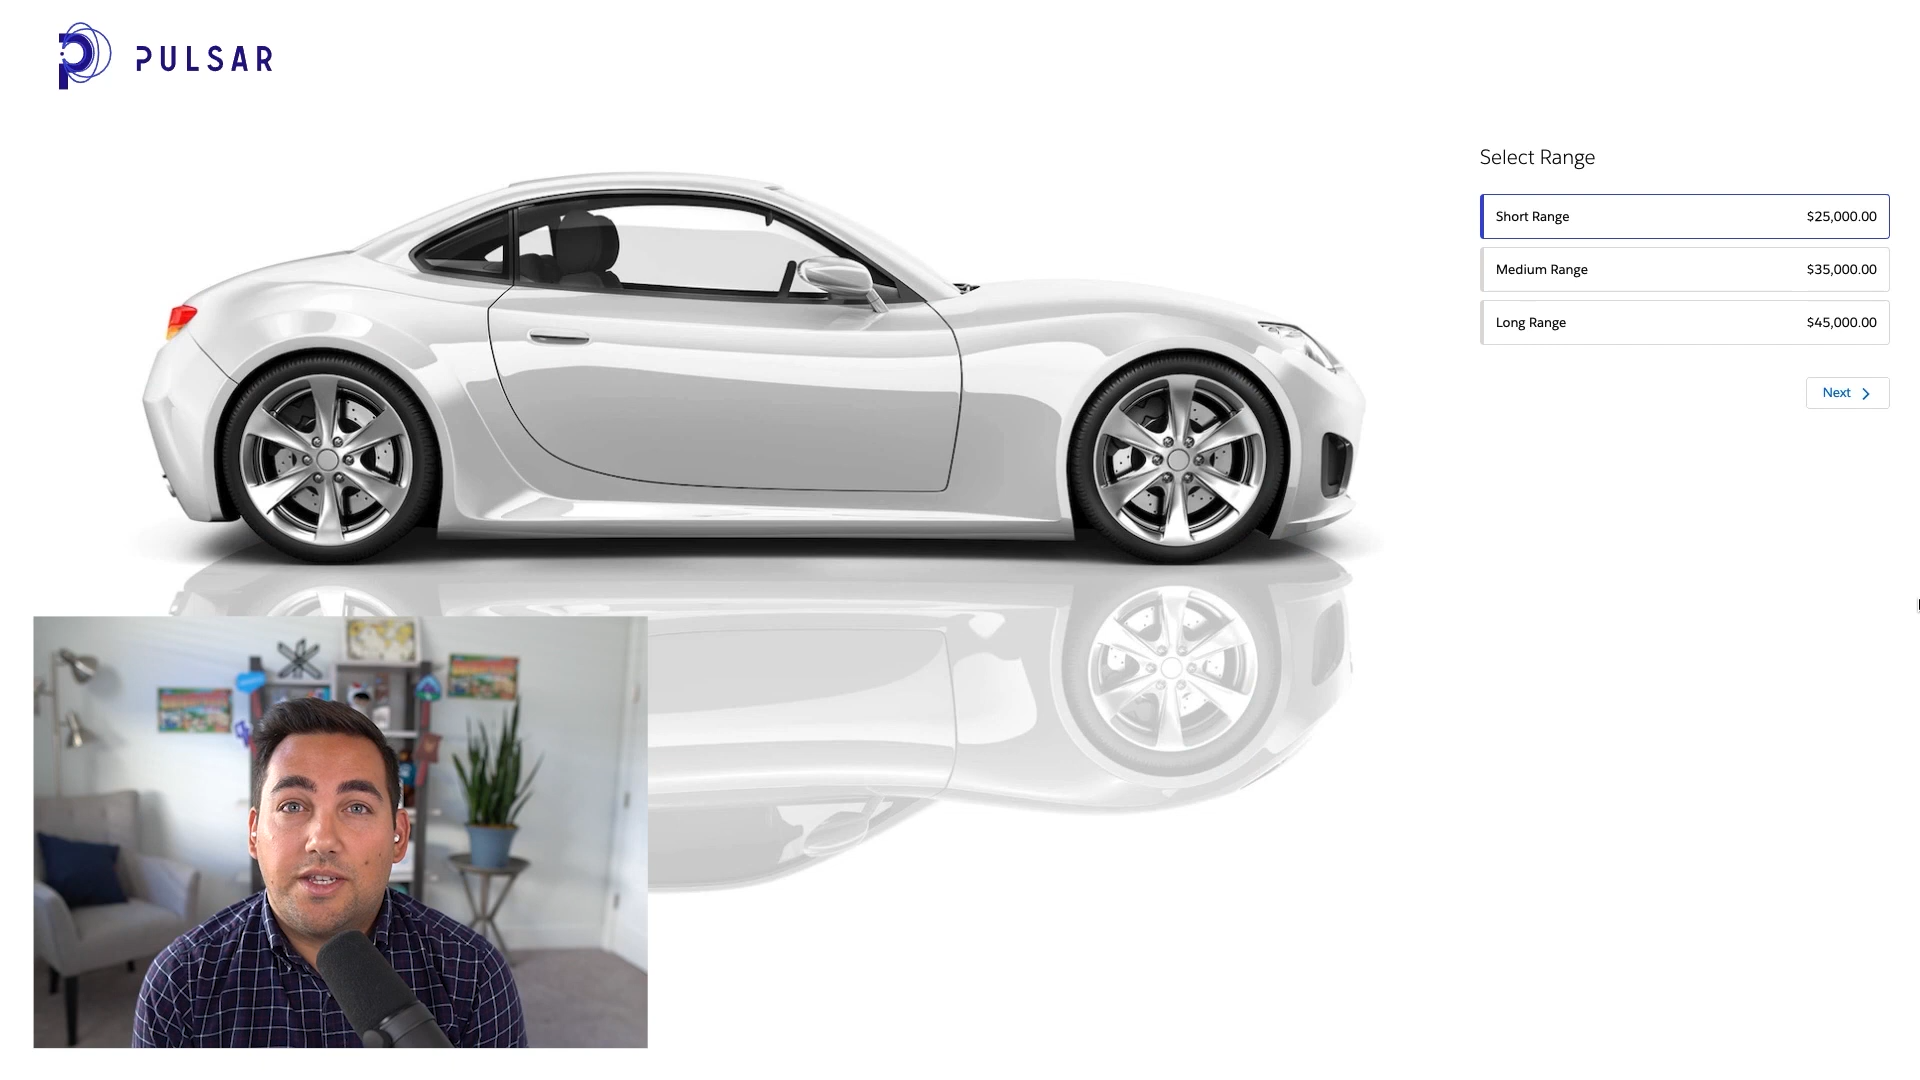 PULSAR
Select Range
Short Range $25,000.00
Medium Range $35,000.00
Long Range $45,000.00
Next